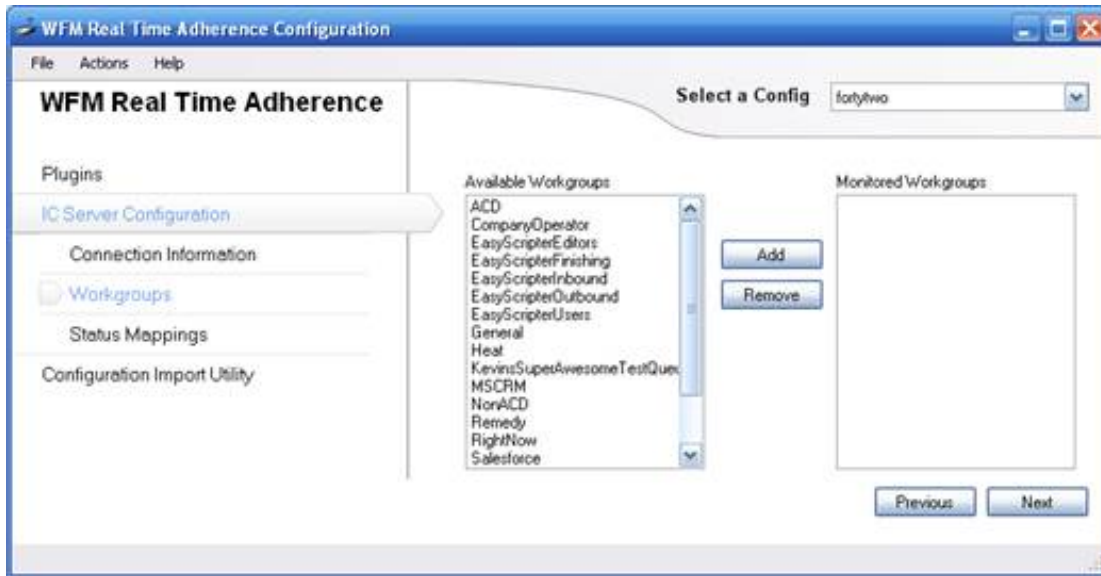 WFM Real Time Adherence Configuration
File Actions Help
WFM Real Time Adherence
Select a Config fortytwo
Plugins
IC Server Configuration
Connection Information
Workgroups
Status Mappings
Configuration Import Utility
Available Workgroups
ACD
CompanyOperator
EasyScripterEditors
EasyScripterFinishing
EasyScripterInbound
EasyScripterOutbound
EasyScripterUsers
General
Heat
KevinsSuperAwesomeTestQueu
MSCRM
NonACD
Remedy
RightNow
Salesforce
Add
Remove
Monitored Workgroups
Previous Next